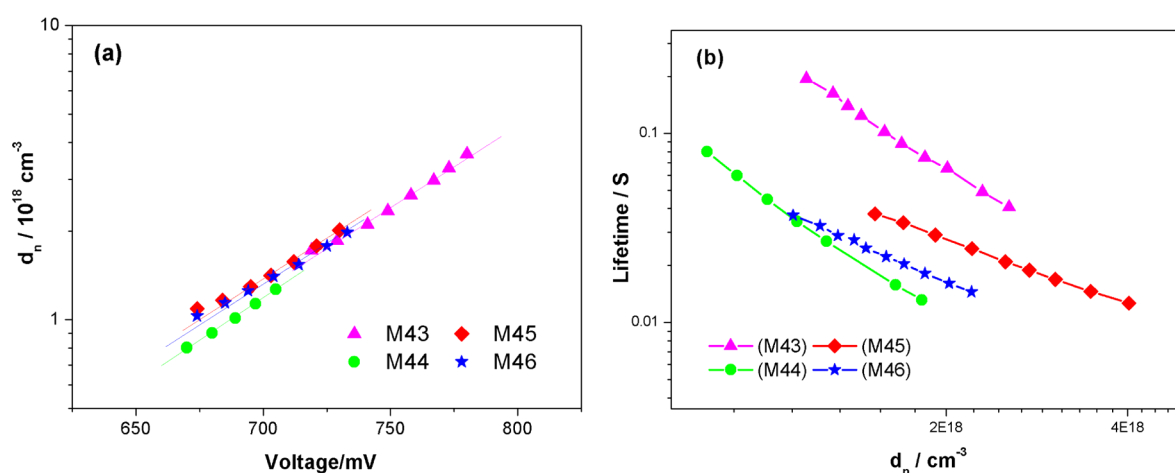 (a)
10
1
d_n / 10^18 cm^-3
M43
M45
M44
M46
650
700
750
800
Voltage/mV
(b)
0.1
0.01
Lifetime / S
(M43)
(M45)
(M44)
(M46)
2E18
4E18
d_n / cm^-3